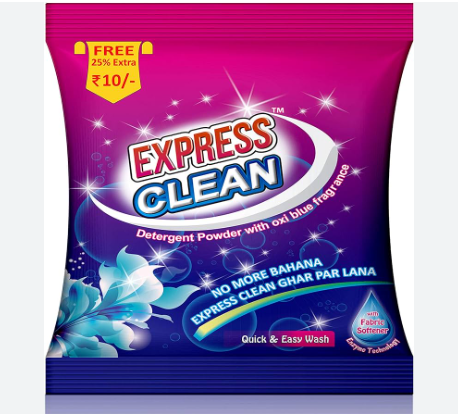 FREE
25% Extra
₹10/-
EXPRESS
CLEAN
TM
Detergent Powder with oxi blue fragrance
NO MORE BAHANA
EXPRESS CLEAN GHAR PAR LANA
Quick & Easy Wash
with
Fabric
Softener
Enzyme Technology